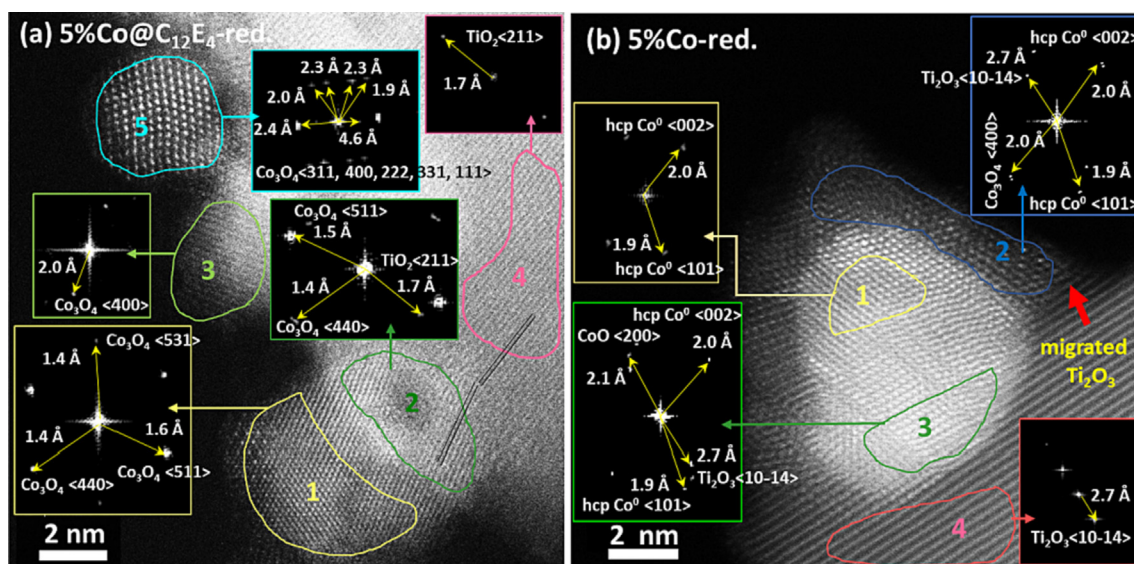 (a) 5%Co@C₁₂E₄-red.
TiO₂<211>
1.7 Å
2.3 Å 2.3 Å
2.0 Å
1.9 Å
2.4 Å
4.6 Å
Co₃O₄<311, 400, 222, 331, 111>
5
2.0 Å
Co₃O₄ <400>
3
Co₃O₄ <511>
1.5 Å
TiO₂<211>
1.4 Å
1.7 Å
Co₃O₄ <440>
4
2
Co₃O₄ <531>
1.4 Å
1.4 Å
1.6 Å
Co₃O₄ <511>
Co₃O₄ <440>
1
2 nm
(b) 5%Co-red.
hcp Co⁰ <002>
2.7 Å
Ti₂O₃<10-14>
2.0 Å
2.0 Å
Co₃O₄ <400>
1.9 Å
hcp Co⁰ <101>
hcp Co⁰ <002>
2.0 Å
1.9 Å
hcp Co⁰ <101>
2
1
migrated
Ti₂O₃
hcp Co⁰ <002>
CoO <200>
2.0 Å
2.1 Å
2.7 Å
Ti₂O₃<10-14>
1.9 Å
hcp Co⁰
<101>
3
4
2.7 Å
Ti₂O₃<10-14>
2 nm